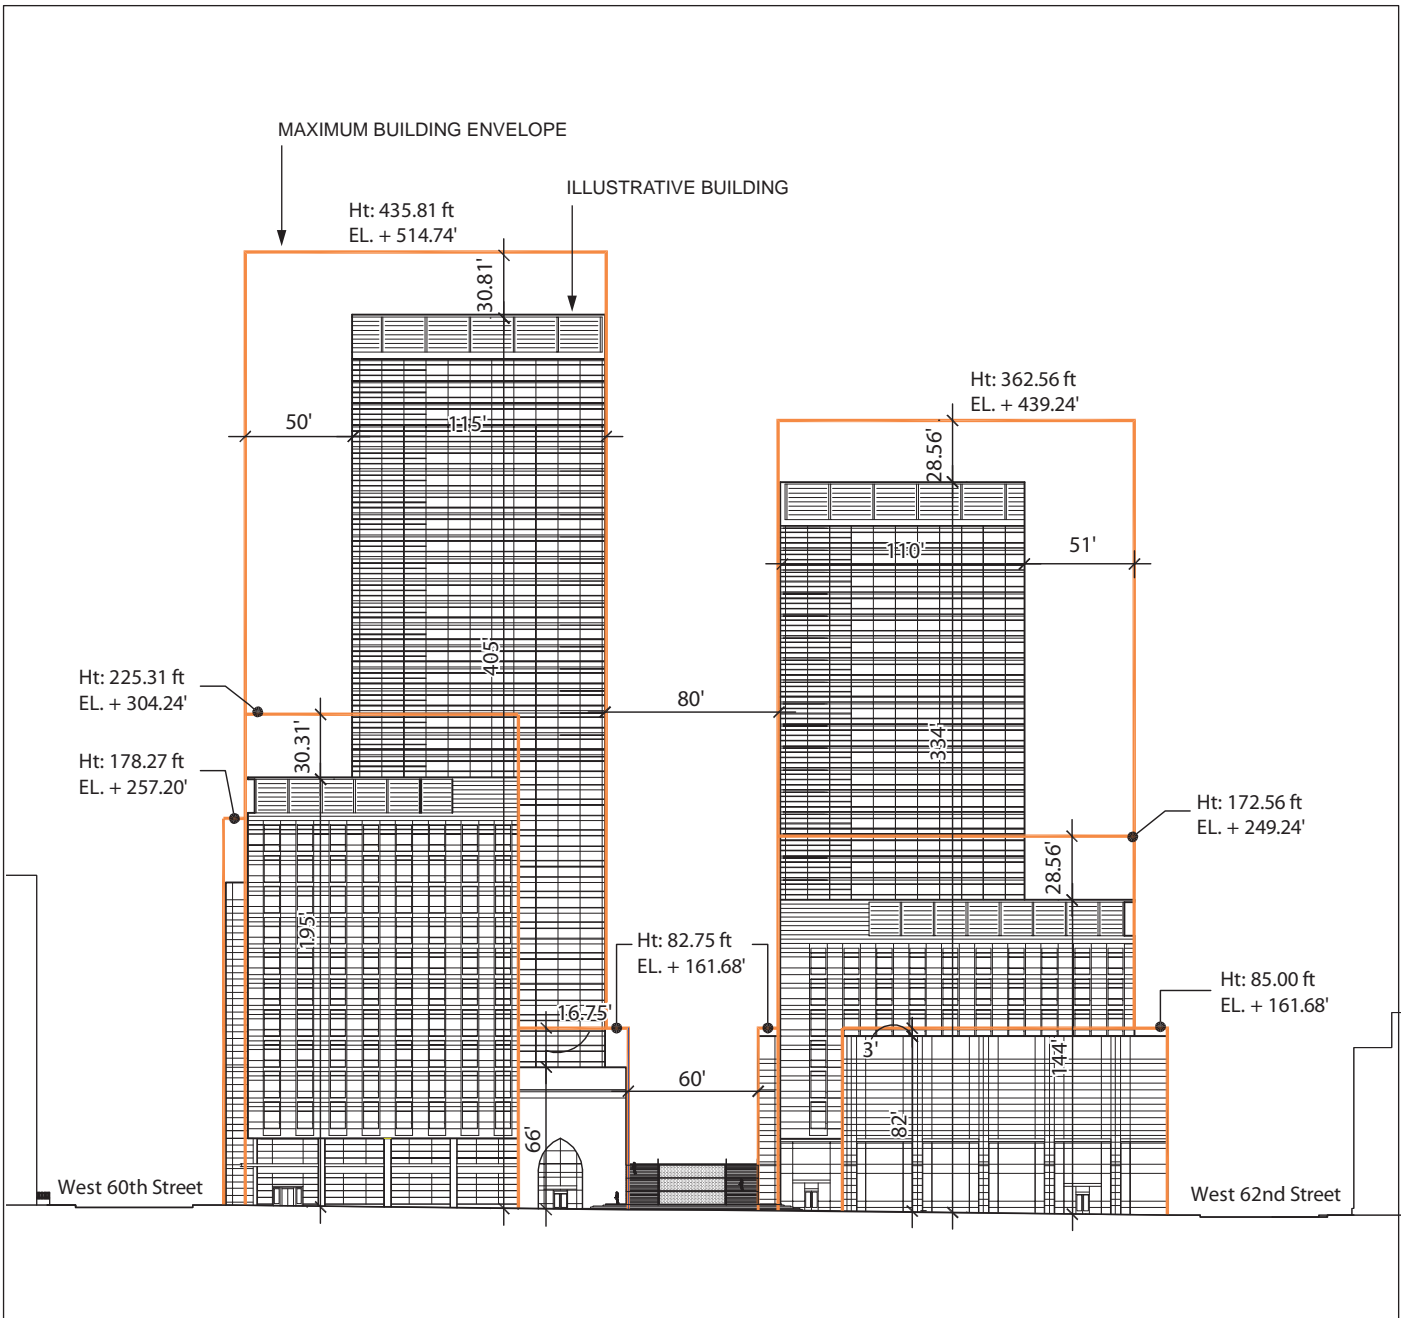 MAXIMUM BUILDING ENVELOPE
ILLUSTRATIVE BUILDING
Ht: 435.81 ft
EL. + 514.74'
30.81'
Ht: 362.56 ft
EL. + 439.24'
50'
115'
28.56'
110'
51'
405'
Ht: 225.31 ft
EL. + 304.24'
80'
30.31'
334'
Ht: 178.27 ft
EL. + 257.20'
Ht: 172.56 ft
EL. + 249.24'
28.56'
195'
Ht: 82.75 ft
EL. + 161.68'
Ht: 85.00 ft
EL. + 161.68'
16.75'
3'
144'
60'
82'
66'
West 60th Street
West 62nd Street